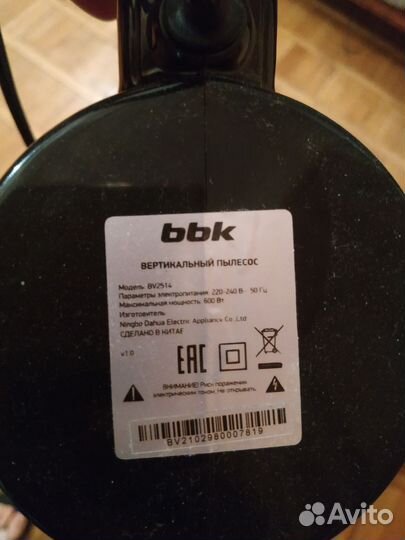 bbk
ВЕРТИКАЛЬНЫЙ ПЫЛЕСОС
Модель: BV2514
Параметры электропитания: 220-240 В~ 50 Гц
Максимальная мощность: 600 Вт
Изготовитель
Ningbo Dahua Electric Appliance Co.,Ltd
СДЕЛАНО В КИТАЕ
v1.0
EAC
ВНИМАНИЕ! Риск поражения
электрическим током. Не открывать.
BV2102980007819
Avito